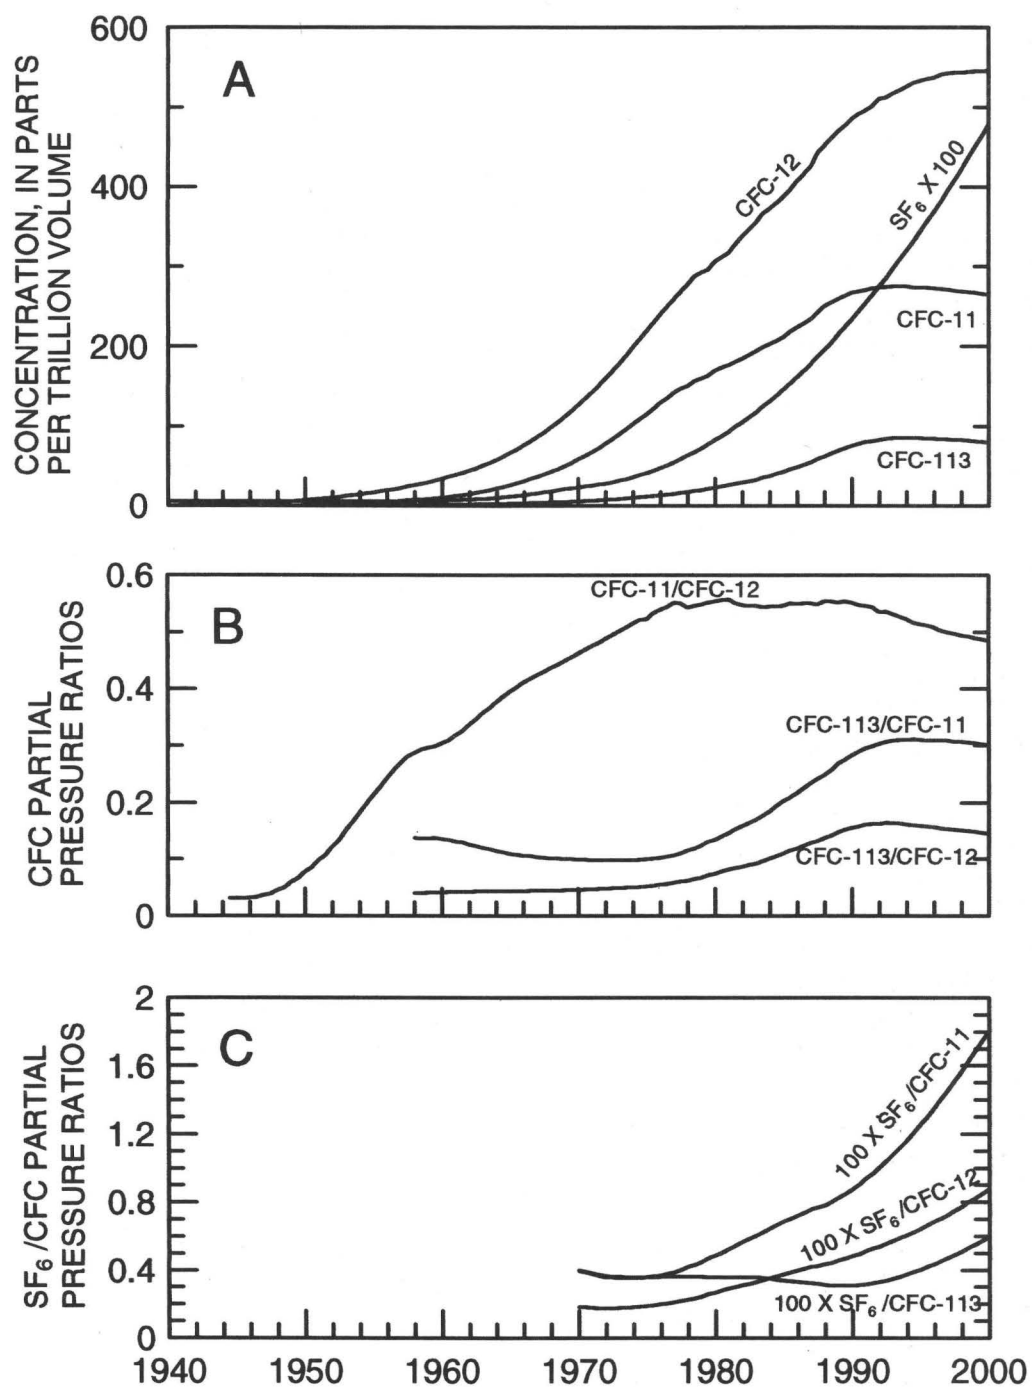 A
CONCENTRATION, IN PARTS
PER TRILLION VOLUME
600
400
200
0
CFC-12
SF₆ X 100
CFC-11
CFC-113
B
CFC PARTIAL
PRESSURE RATIOS
0.6
0.4
0.2
0
CFC-11/CFC-12
CFC-113/CFC-11
CFC-113/CFC-12
C
SF₆/CFC PARTIAL
PRESSURE RATIOS
2
1.6
1.2
0.8
0.4
0
100 X SF₆/CFC-11
100 X SF₆/CFC-12
100 X SF₆/CFC-113
1940 1950 1960 1970 1980 1990 2000